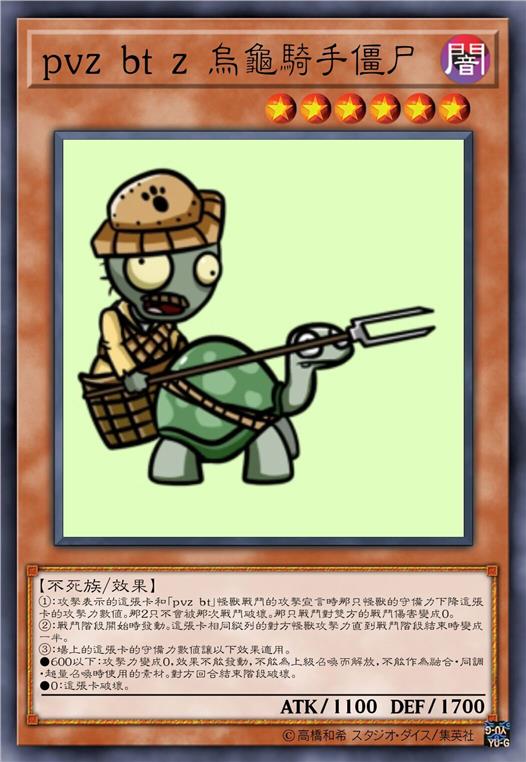 pvz bt z 烏龜騎手僵尸
闇
【不死族/效果】
①:攻擊表示的這張卡和「pvz bt」怪獸戰鬥的攻擊宣言時那只怪獸的守備力下降這張
卡的攻擊力數值。那2只不會被那次戰鬥破壞。那只戰鬥對雙方的戰鬥傷害變成0。
②:戰鬥階段開始時發動。這張卡相同縱列的對方怪獸攻擊力直到戰鬥階段結束時變成
一半。
③:場上的這張卡的守備力數值讓以下效果適用。
●600以下:攻擊力變成0,效果不能發動,不能為上級召喚而解放,不能作為融合·同調
·超量召喚時使用的素材。對方回合結束階段破壞。
●0:這張卡破壞。
ATK/1100 DEF/1700
©高橋和希 スタジオ・ダイス/集英社